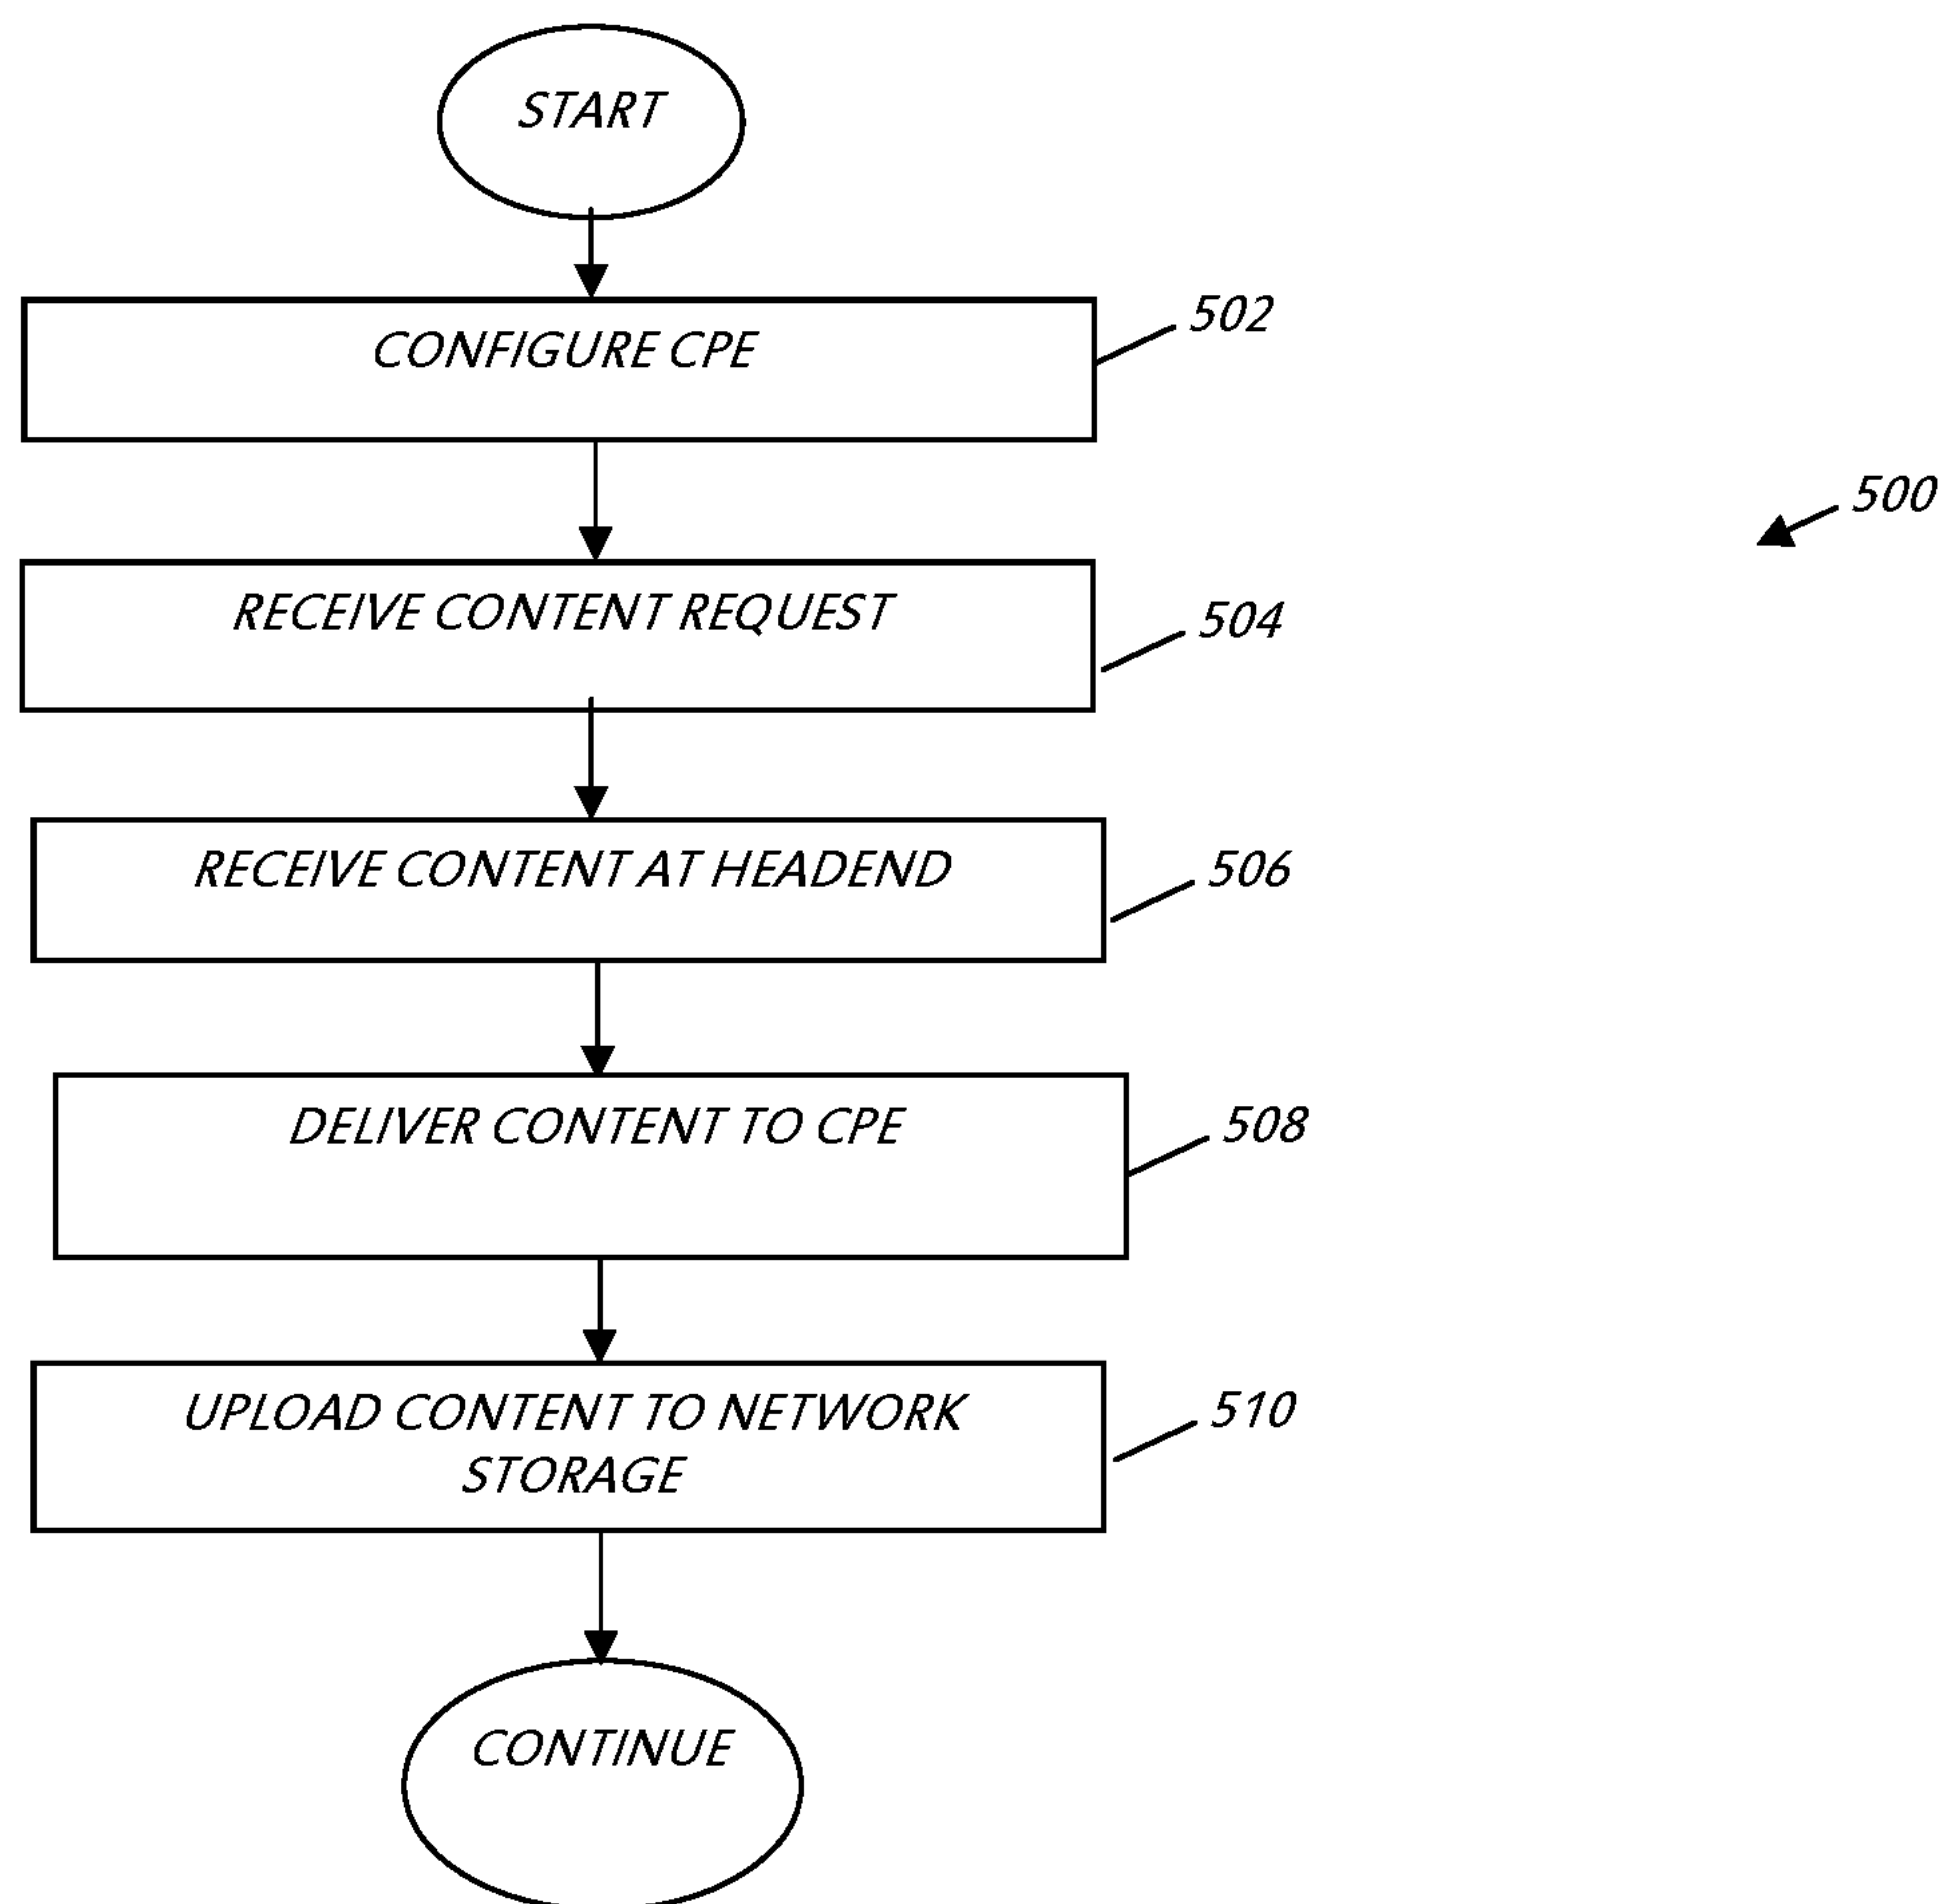 START
CONFIGURE CPE
502
500
RECEIVE CONTENT REQUEST
504
RECEIVE CONTENT AT HEADEND
506
DELIVER CONTENT TO CPE
508
UPLOAD CONTENT TO NETWORK
STORAGE
510
CONTINUE